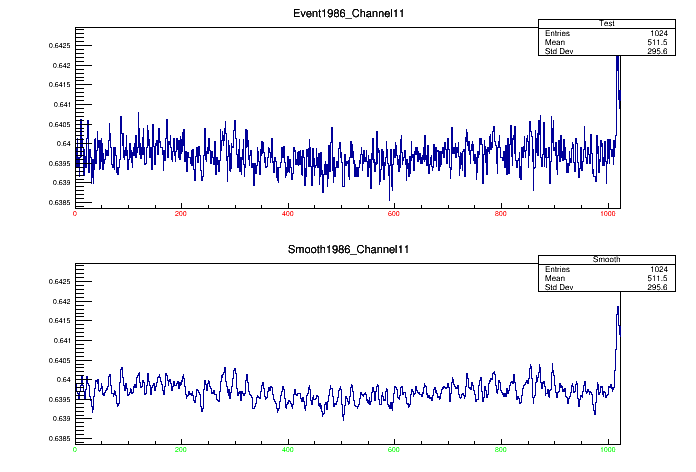 Event1986_Channel11
Test
Entries 1024
Mean 511.5
Std Dev 295.6
0.6425
0.642
0.6415
0.641
0.6405
0.64
0.6395
0.639
0.6385
0 200 400 600 800 1000
Smooth1986_Channel11
Smooth
Entries 1024
Mean 511.5
Std Dev 295.6
0.6425
0.642
0.6415
0.641
0.6405
0.64
0.6395
0.639
0.6385
0 200 400 600 800 1000